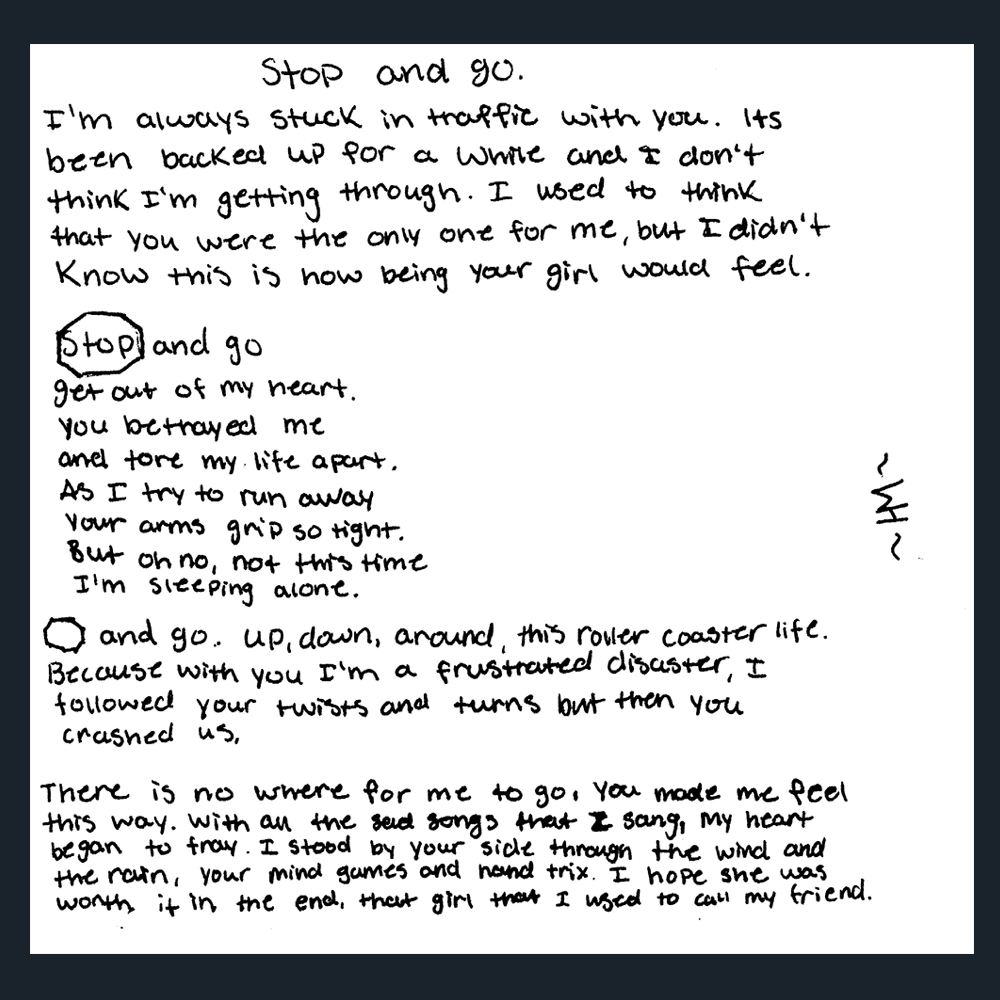 Stop and go.
I'm always stuck in traffic with you. Its
been backed up for a while and I don't
think I'm getting through. I used to think
that you were the only one for me, but I didn't
know this is how being your girl would feel.
Stop and go
get out of my heart.
you betrayed me
and tore my life apart.
As I try to run away
your arms grip so tight.
But oh no, not this time
I'm sleeping alone.
and go. up, down, around, this roller coaster life.
Because with you I'm a frustrated disaster, I
followed your twists and turns but then you
crashed us.
There is no where for me to go. you made me feel
this way. With all the sad songs that I sang, my heart
began to fray. I stood by your side through the wind and
the rain, your mind games and hand trix. I hope she was
worth it in the end, that girl that I used to call my friend.
~WH~